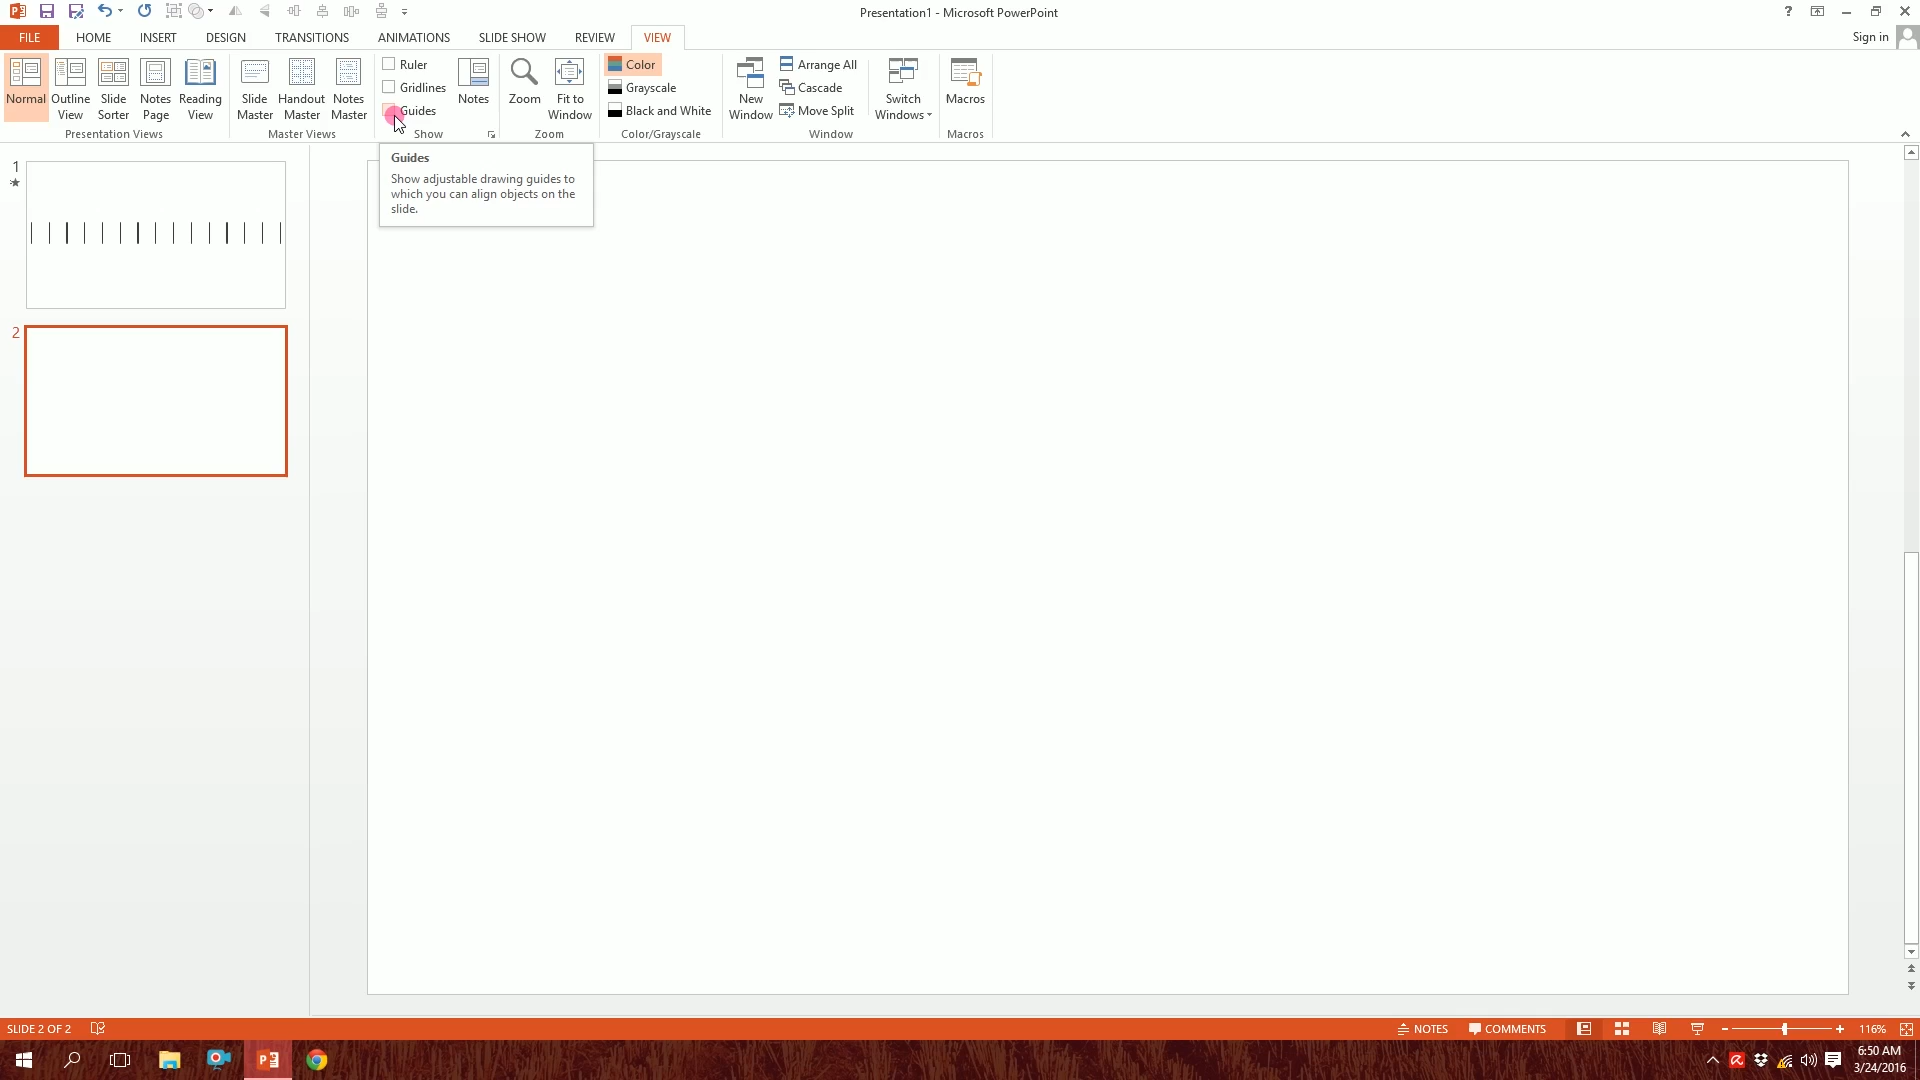 Presentation1 - Microsoft PowerPoint
?
FILE HOME INSERT DESIGN TRANSITIONS ANIMATIONS SLIDE SHOW REVIEW VIEW
Sign in
Normal
Outline View
Slide Sorter
Notes Page
Reading View
Presentation Views
Slide Master
Handout Master
Notes Master
Master Views
Ruler
Gridlines
Guides
Notes
Show
Zoom
Fit to Window
Zoom
Color
Grayscale
Black and White
Color/Grayscale
New Window
Arrange All
Cascade
Move Split
Switch Windows
Window
Macros
Macros
Guides
Show adjustable drawing guides to
which you can align objects on the
slide.
1
2
SLIDE 2 OF 2
NOTES
COMMENTS
116%
6:50 AM
3/24/2016